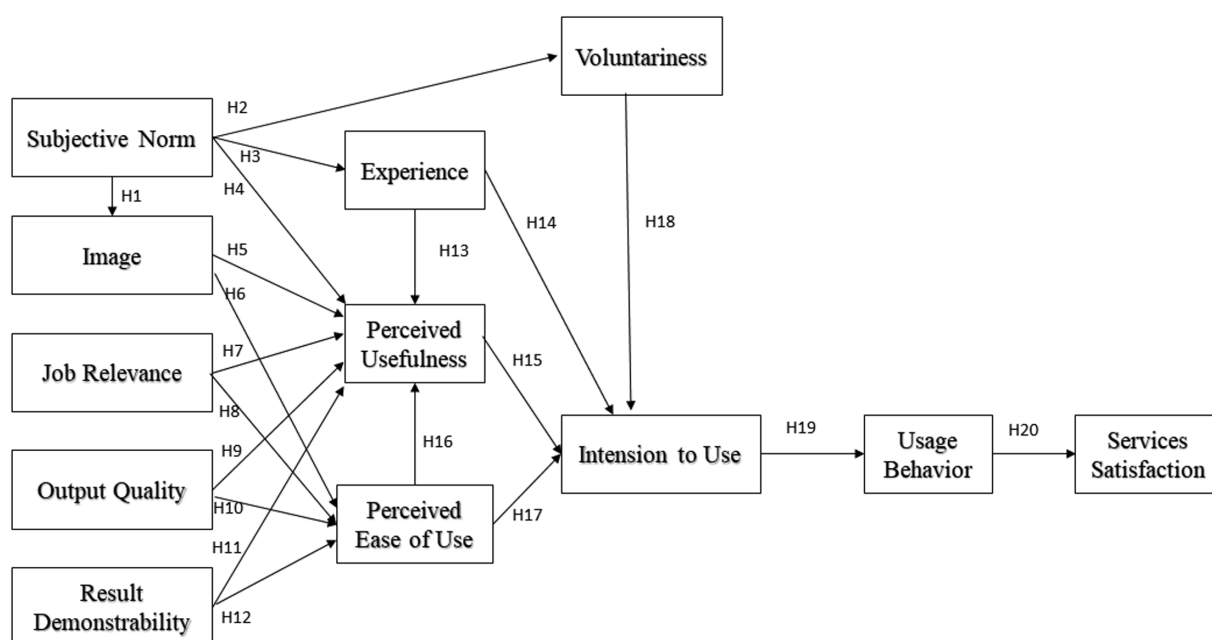 Voluntariness
H2
Subjective Norm
H3
Experience
H4
H1
H14
H18
Image
H5
H13
H6
Perceived
Usefulness
H7
H15
Job Relevance
H8
H16
H9
Intension to Use
H19
Usage
Behavior
H20
Services
Satisfaction
Output Quality
H10
Perceived
Ease of Use
H17
H11
Result
Demonstrability
H12